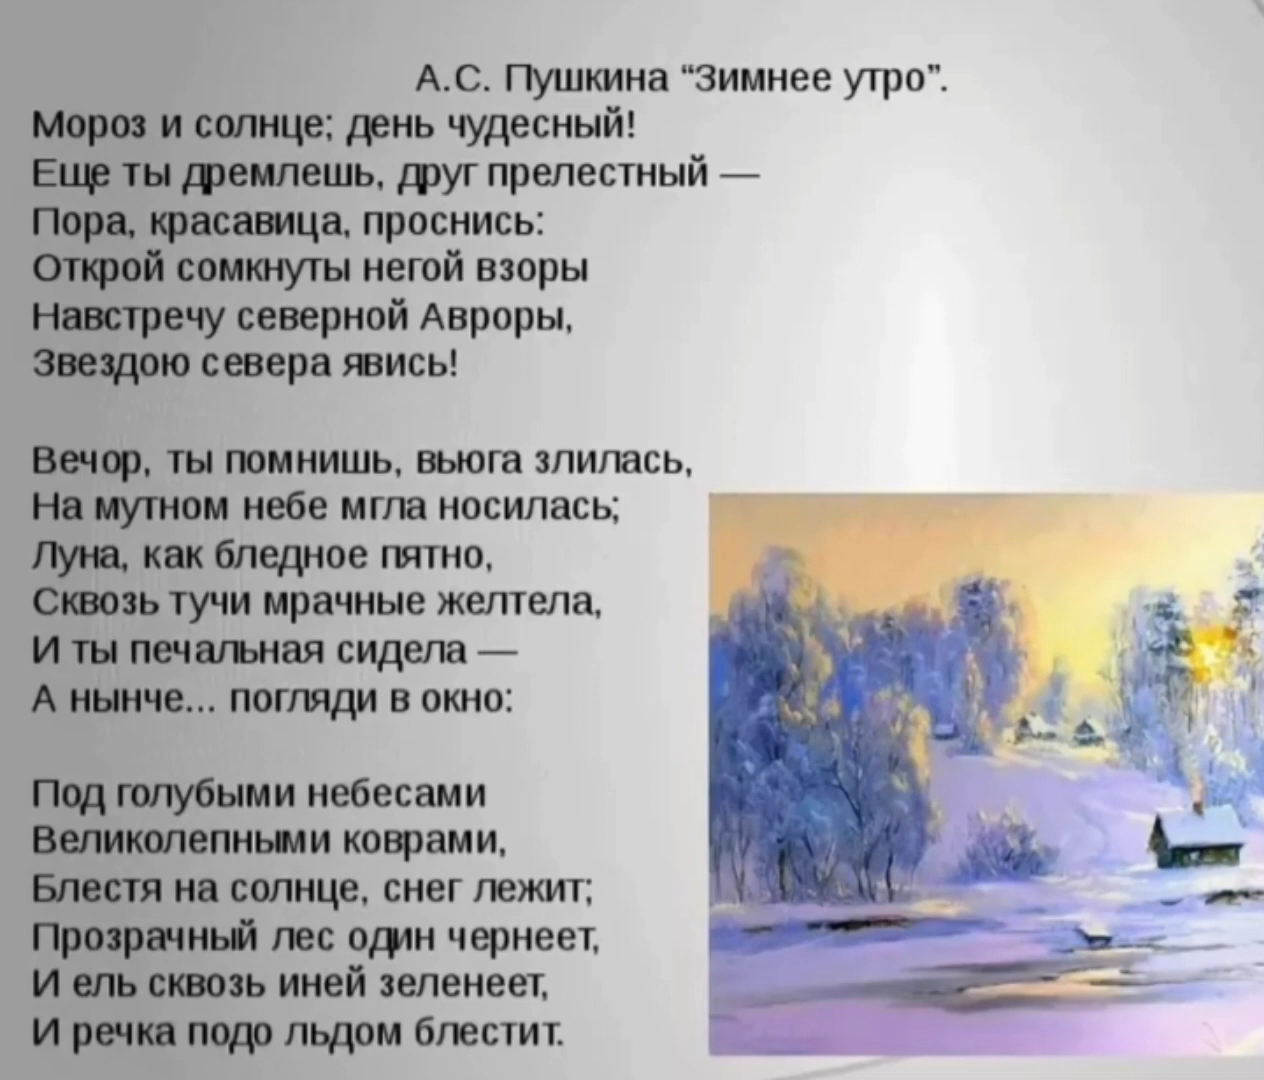 А.С. Пушкина “Зимнее утро”.
Мороз и солнце; день чудесный!
Еще ты дремлешь, друг прелестный —
Пора, красавица, проснись:
Открой сомкнуты негой взоры
Навстречу северной Авроры,
Звездою севера явись!
Вечор, ты помнишь, вьюга злилась,
На мутном небе мгла носилась;
Луна, как бледное пятно,
Сквозь тучи мрачные желтела,
И ты печальная сидела —
А нынче... погляди в окно:
Под голубыми небесами
Великолепными коврами,
Блестя на солнце, снег лежит;
Прозрачный лес один чернеет,
И ель сквозь иней зеленеет,
И речка подо льдом блестит.